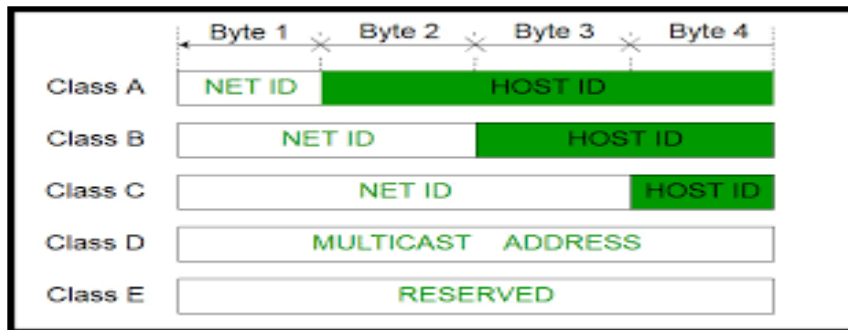 Byte 1 Byte 2 Byte 3 Byte 4
Class A NET ID HOST ID
Class B NET ID HOST ID
Class C NET ID HOST ID
Class D MULTICAST ADDRESS
Class E RESERVED